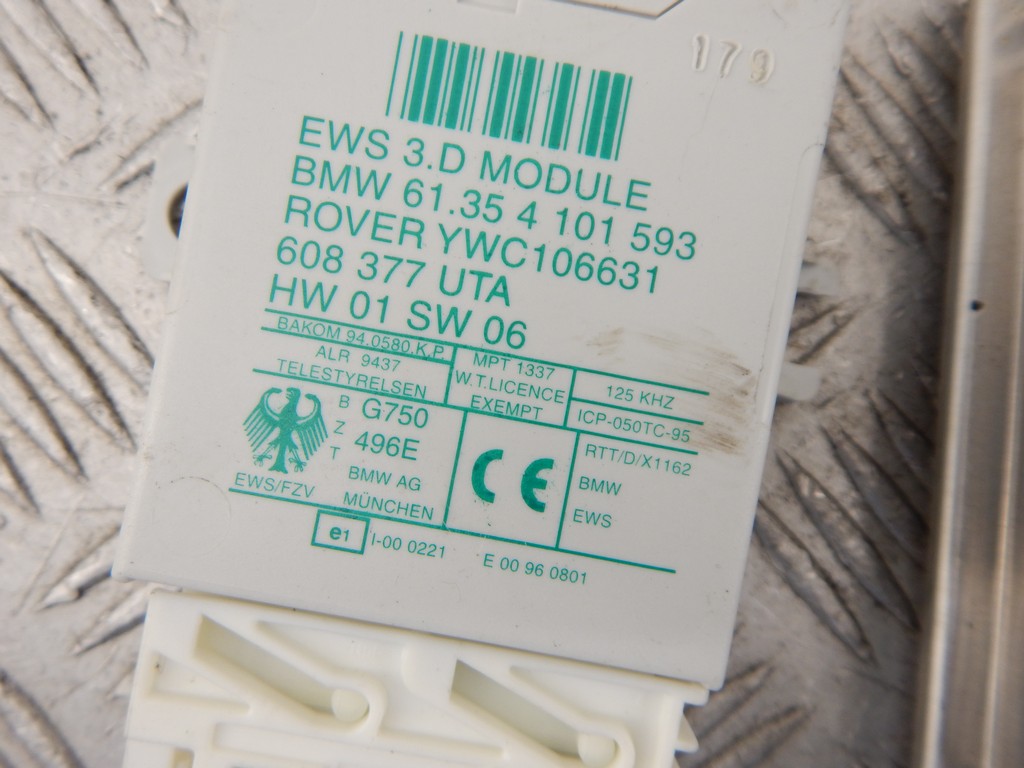 179
EWS 3.D MODULE
BMW 61.35 4 101 593
ROVER YWC106631
608 377 UTA
HW 01 SW 06
BAKOM 94.0580.K.P.
ALR 9437
TELESTYRELSEN
MPT 1337
W.T.LICENCE
EXEMPT
125 KHZ
ICP-050TC-95
BZT
G750
496E
BMW AG
MÜNCHEN
EWS/FZV
CE
RTT/D/X1162
BMW
EWS
e1 I-00 0221
E 00 96 0801